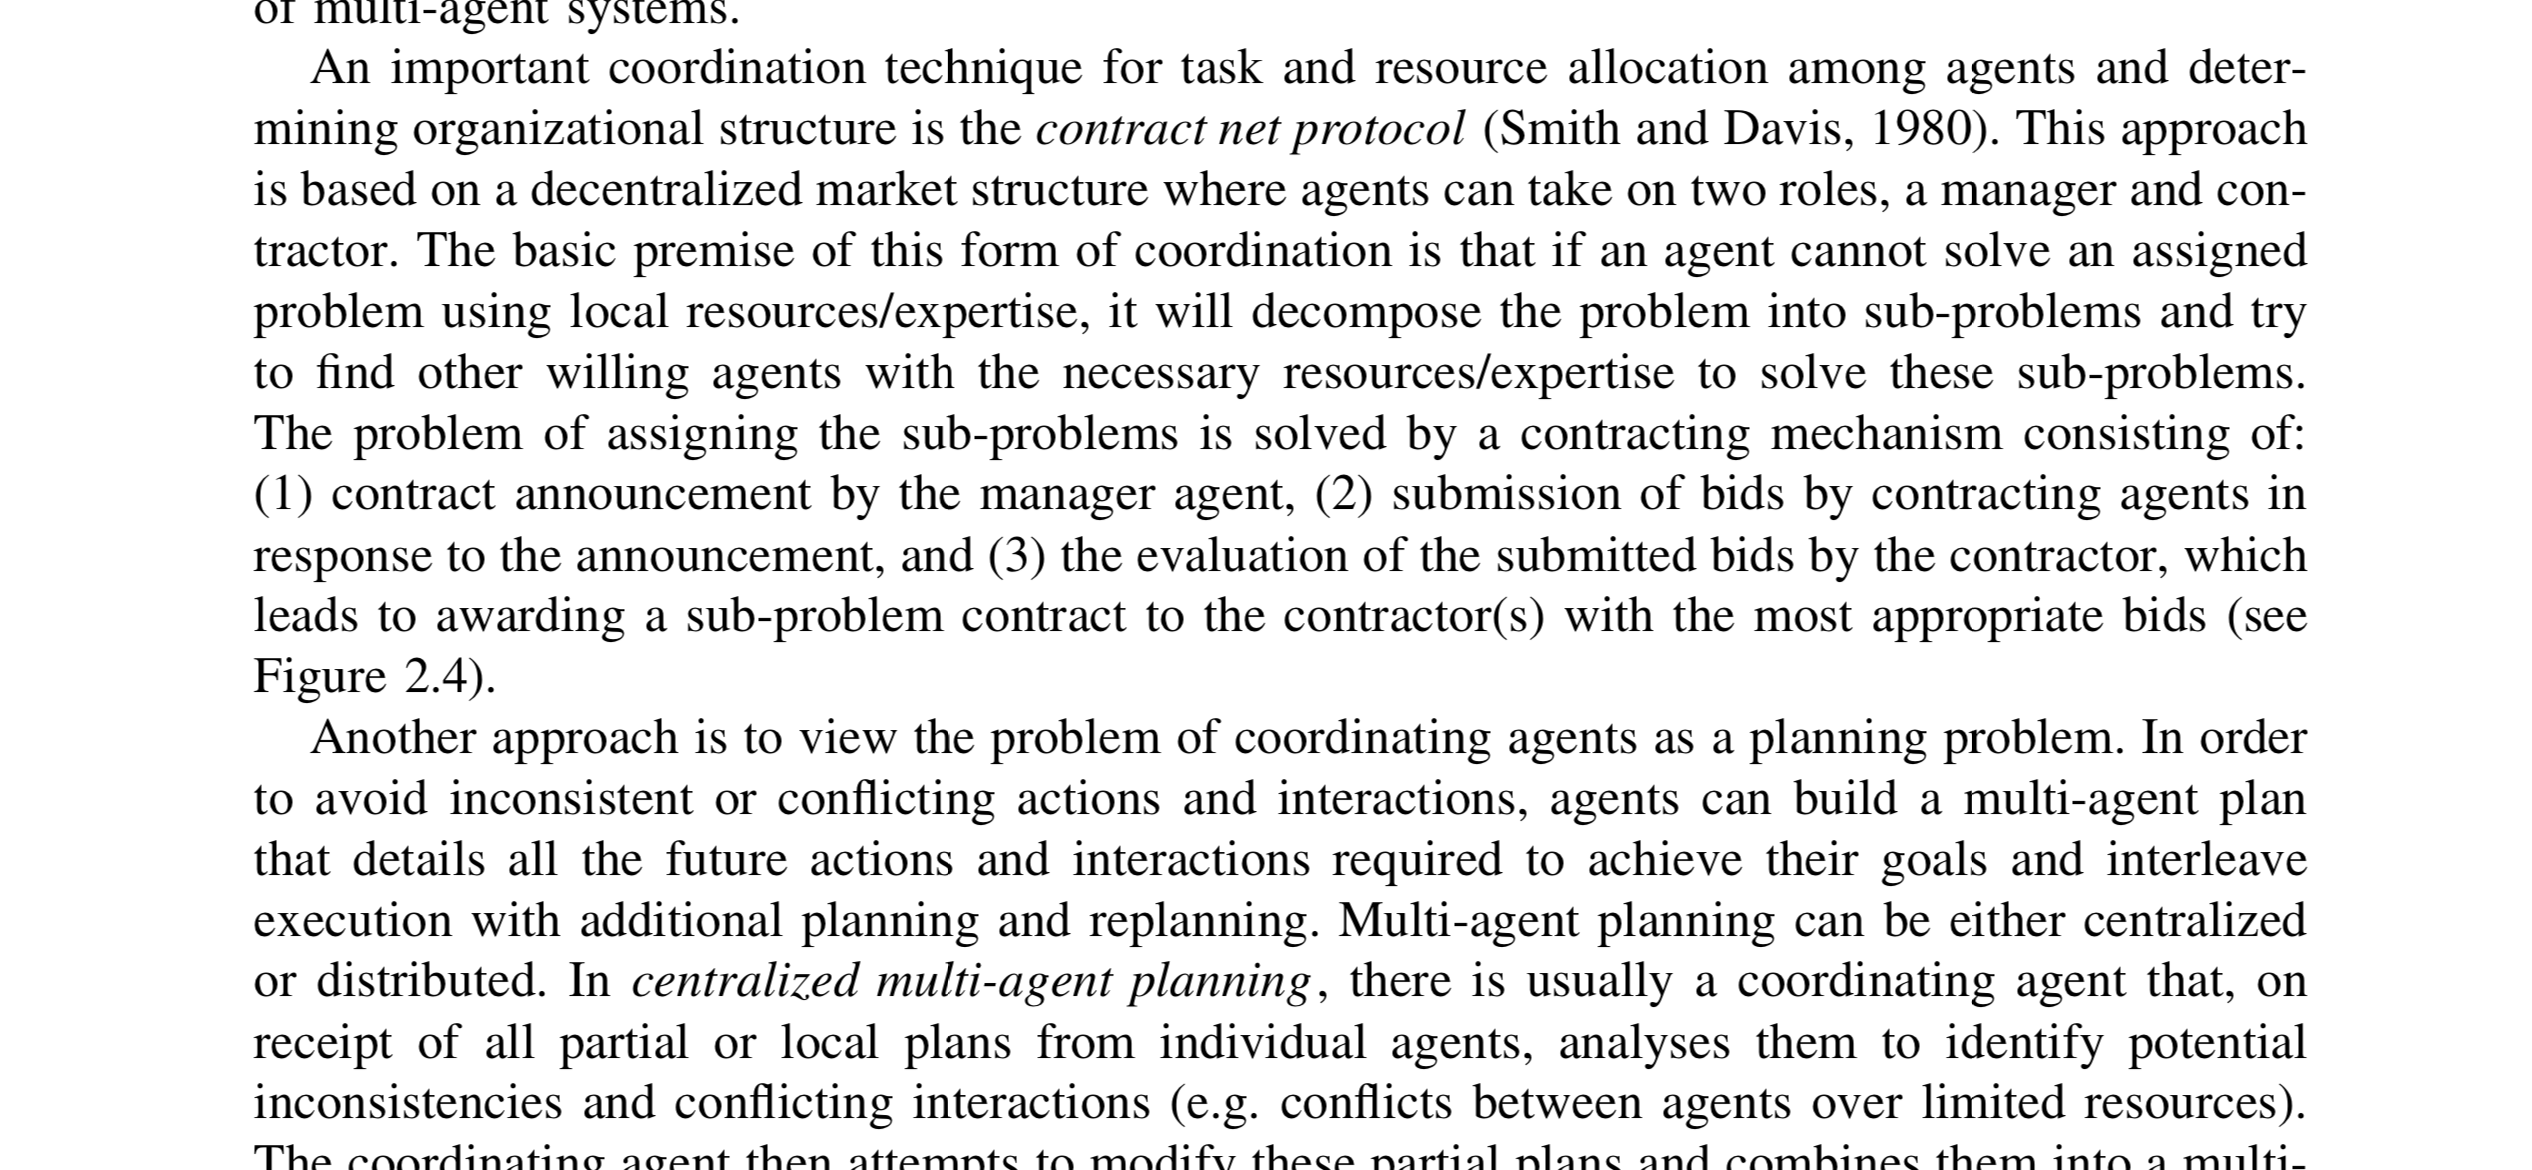 of multi-agent systems.
An important coordination technique for task and resource allocation among agents and deter-
mining organizational structure is the contract net protocol (Smith and Davis, 1980). This approach
is based on a decentralized market structure where agents can take on two roles, a manager and con-
tractor. The basic premise of this form of coordination is that if an agent cannot solve an assigned
problem using local resources/expertise, it will decompose the problem into sub-problems and try
to find other willing agents with the necessary resources/expertise to solve these sub-problems.
The problem of assigning the sub-problems is solved by a contracting mechanism consisting of:
(1) contract announcement by the manager agent, (2) submission of bids by contracting agents in
response to the announcement, and (3) the evaluation of the submitted bids by the contractor, which
leads to awarding a sub-problem contract to the contractor(s) with the most appropriate bids (see
Figure 2.4).
Another approach is to view the problem of coordinating agents as a planning problem. In order
to avoid inconsistent or conflicting actions and interactions, agents can build a multi-agent plan
that details all the future actions and interactions required to achieve their goals and interleave
execution with additional planning and replanning. Multi-agent planning can be either centralized
or distributed. In centralized multi-agent planning, there is usually a coordinating agent that, on
receipt of all partial or local plans from individual agents, analyses them to identify potential
inconsistencies and conflicting interactions (e.g. conflicts between agents over limited resources).
The coordinating agent then attempts to modify these partial plans and combines them into a multi-